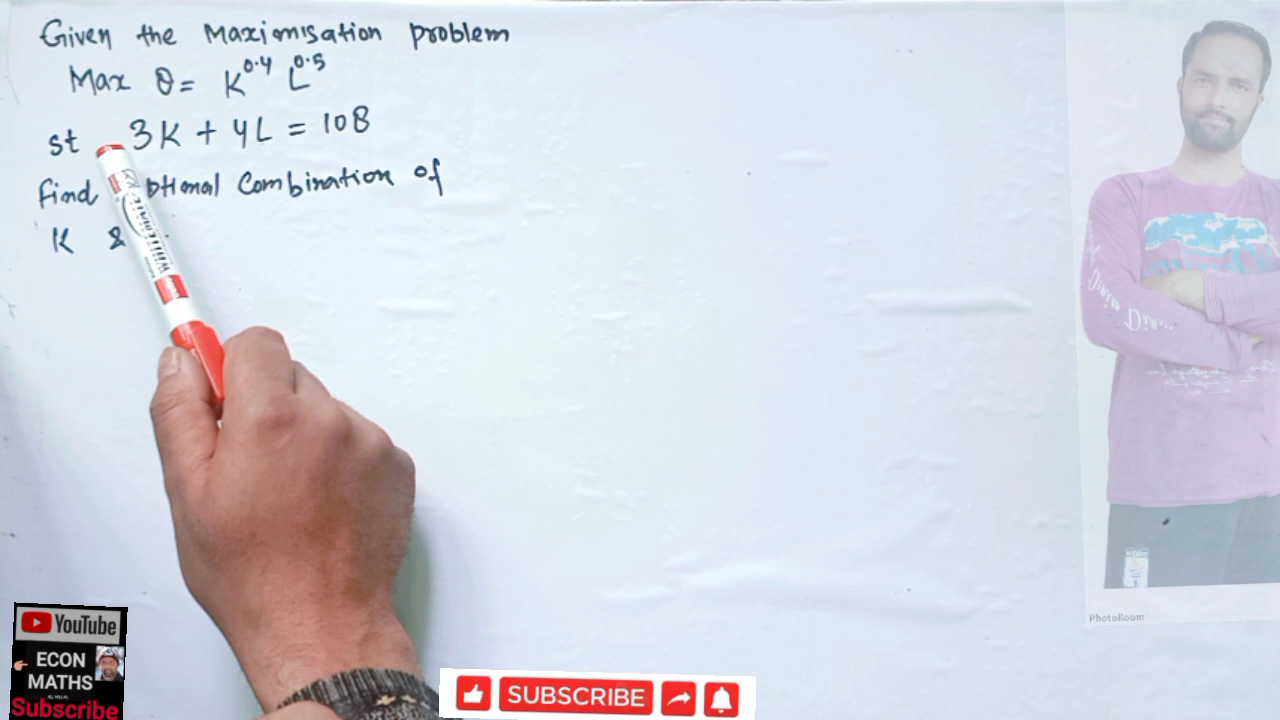 Given the Maximisation problem
Max Q = K^0.4 L^0.5
st 3K + 4L = 108
find Combination of
K &
WHITEMATE
YouTube
ECON
MATHS
Subscribe
SUBSCRIBE
PhotoRoom